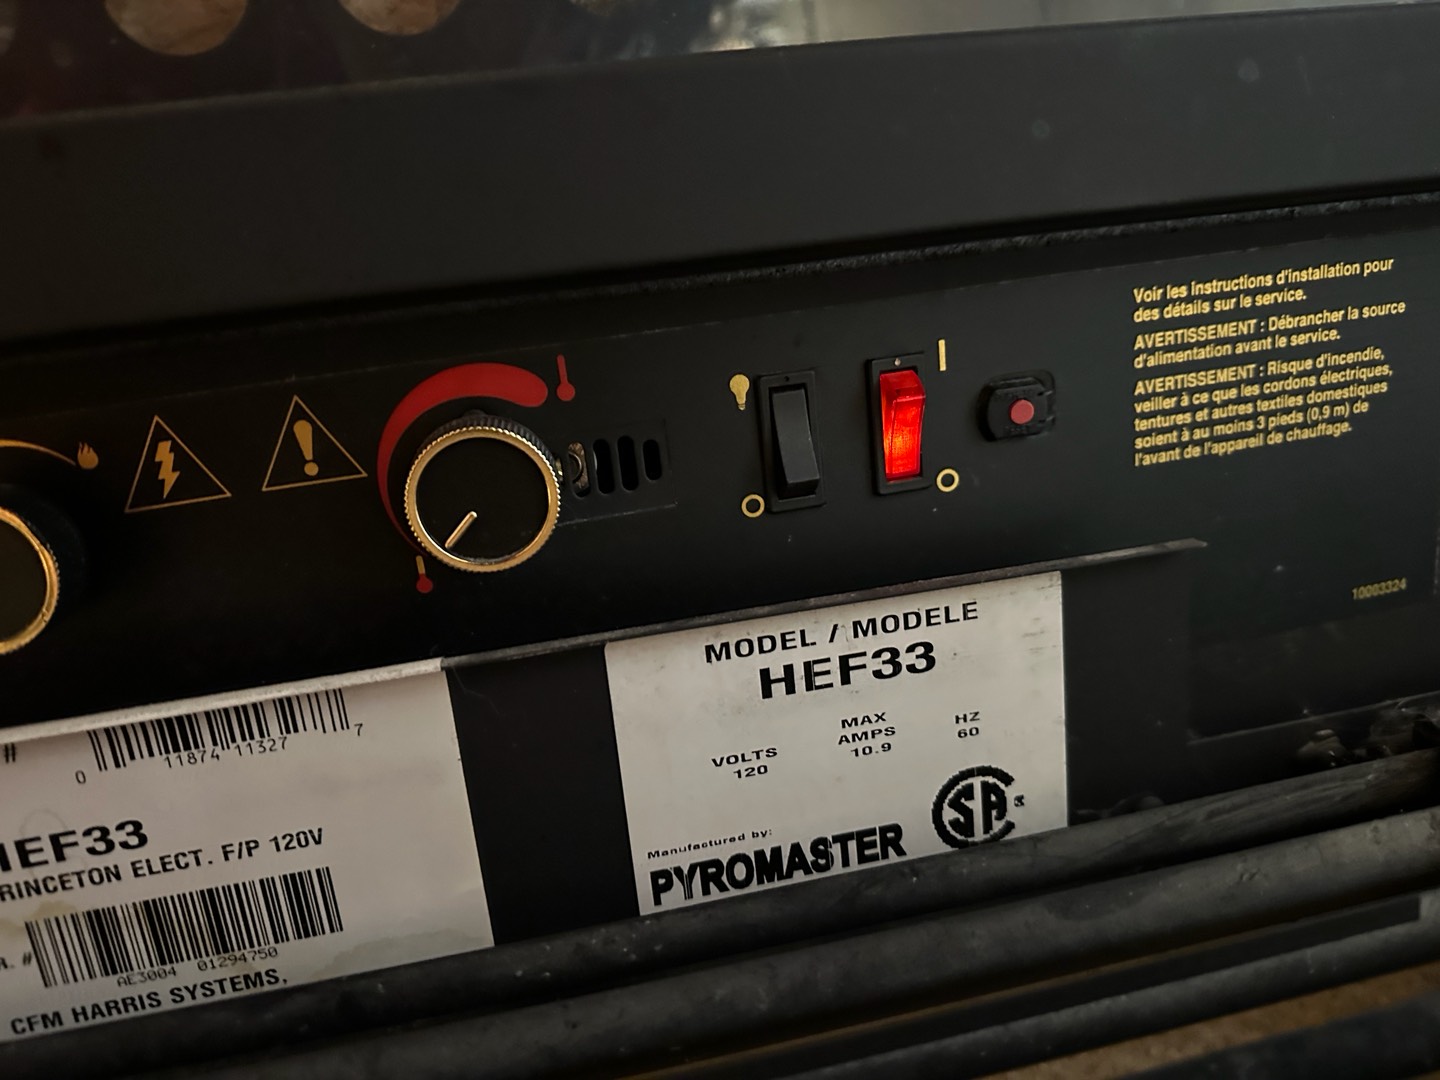 Voir les instructions d'installation pour
des détails sur le service.
AVERTISSEMENT : Débrancher la source
d'alimentation avant le service.
AVERTISSEMENT : Risque d'incendie,
veiller à ce que les cordons électriques,
tentures et autres textiles domestiques
soient à au moins 3 pieds (0,9 m) de
l'avant de l'appareil de chauffage.
10003324
MODEL / MODELE
HEF33
VOLTS
120
MAX
AMPS
10.9
HZ
60
Manufactured by:
PYROMASTER
CSA
#
0 11874 11327 7
HEF33
RINCETON ELECT. F/P 120V
R. #
AE3004 01294750
CFM HARRIS SYSTEMS,